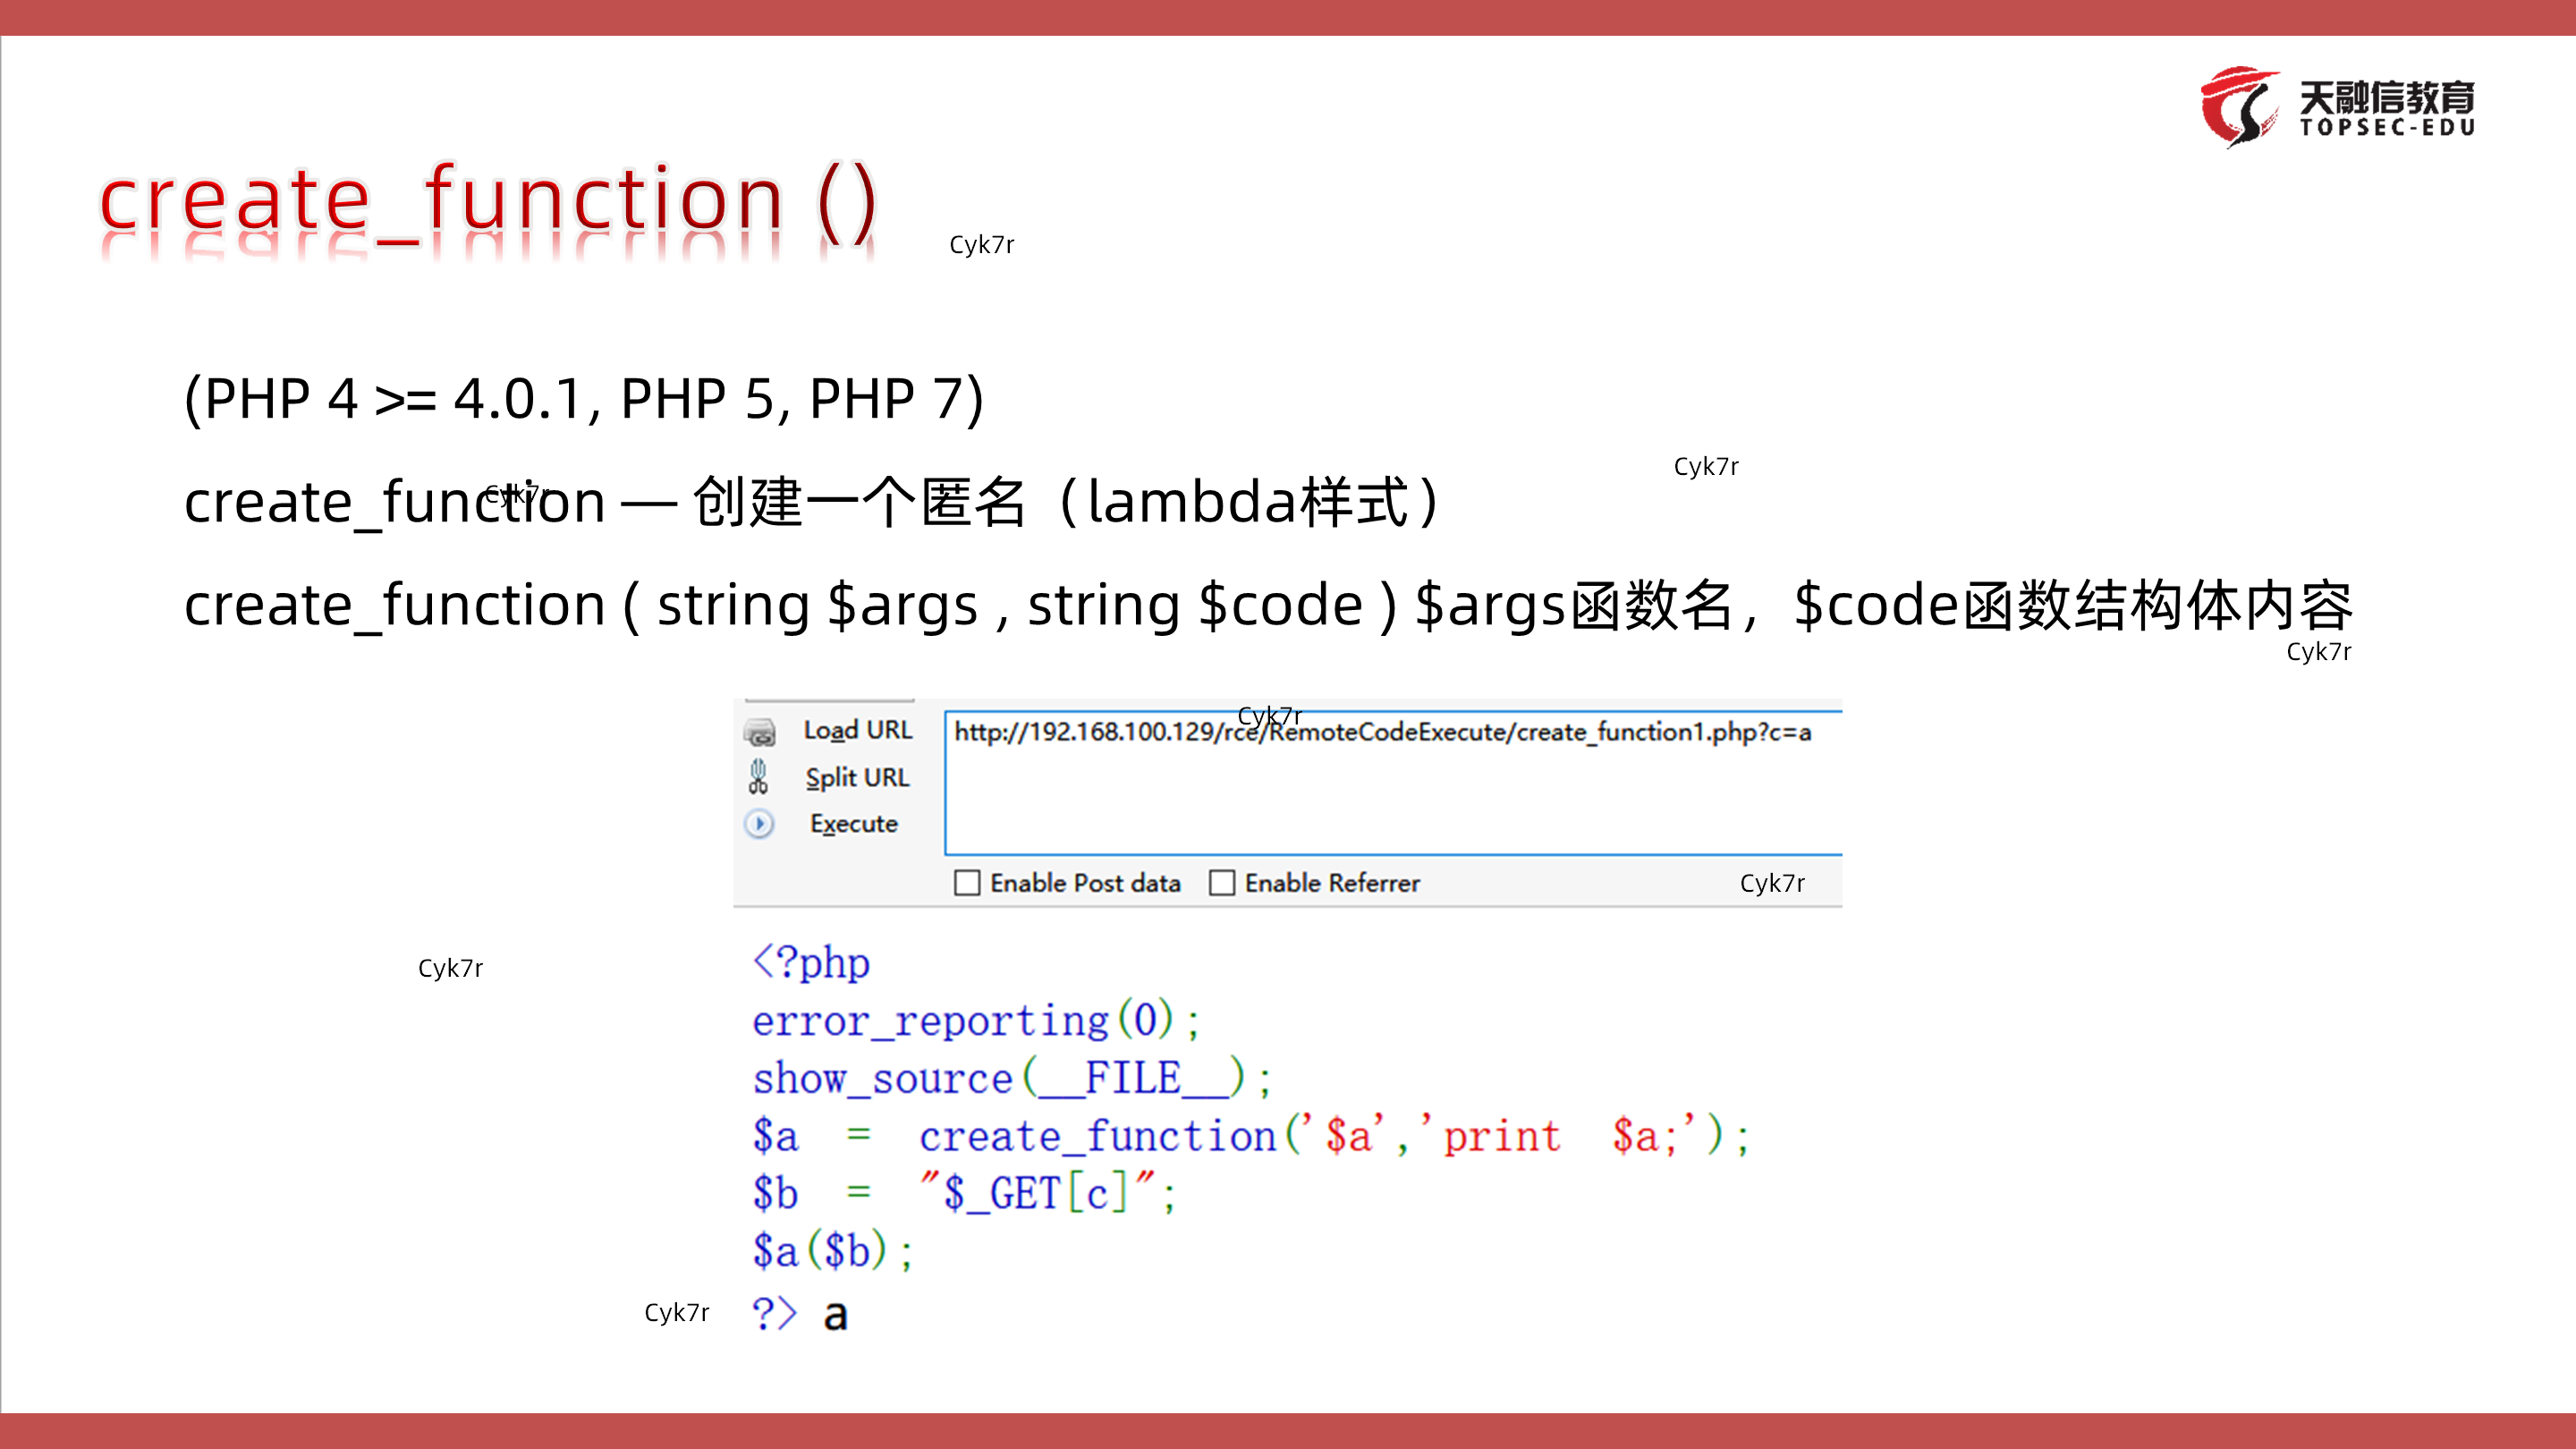 天融信教育
TOPSEC-EDU
create_function ()
Cyk7r
(PHP 4 >= 4.0.1, PHP 5, PHP 7)
Cyk7r
create_function — 创建一个匿名（lambda样式）
Cyk7r
create_function ( string $args , string $code ) $args函数名，$code函数结构体内容
Cyk7r
Cyk7r
Load URL http://192.168.100.129/rce/RemoteCodeExecute/create_function1.php?c=a
Split URL
Execute
Enable Post data Enable Referrer Cyk7r
<?php
Cyk7r
error_reporting(0);
show_source(__FILE__);
$a = create_function('$a','print $a;');
$b = "$_GET[c]";
$a($b);
Cyk7r
?> a